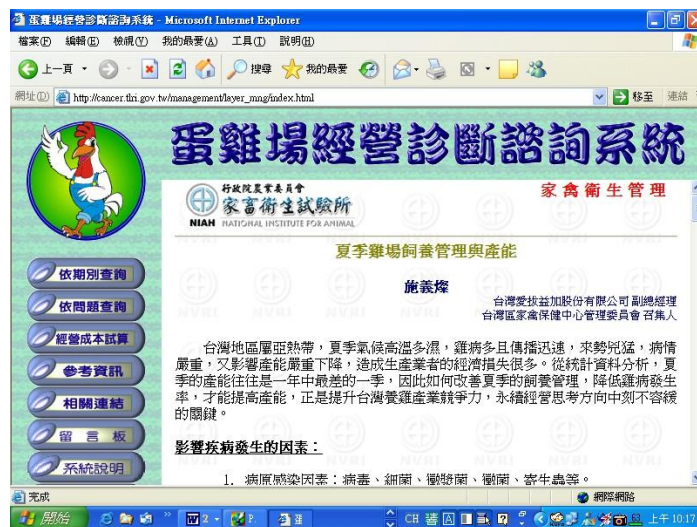 蛋雞場經營診斷諮詢系統 - Microsoft Internet Explorer
檔案(F) 編輯(E) 檢視(V) 我的最愛(A) 工具(T) 說明(H)
上一頁 搜尋 我的最愛
網址(D) http://cancer.tlri.gov.tw/management/layer_mng/index.html 移至 連結
蛋雞場經營診斷諮詢系統
行政院農業委員會
家畜衛生試驗所
NIAH NATIONAL INSTITUTE FOR ANIMAL
家禽衛生管理
夏季雞場飼養管理與產能
施義燦
台灣愛拔益加股份有限公司 副總經理
台灣區家禽保健中心管理委員會 召集人
台灣地區屬亞熱帶，夏季氣候高溫多濕，雞病多且傳播迅速，來勢兇猛，病情
嚴重，又影響產能嚴重下降，造成生產者的經濟損失很多。從統計資料分析，夏
季的產能往往是一年中最差的一季，因此如何改善夏季的飼養管理，降低雞病發生
率，才能提高產能，正是提升台灣養雞產業競爭力，永續經營思考方向中刻不容緩
的關鍵。
影響疾病發生的因素：
1. 病原感染因素：病毒、細菌、黴漿菌、黴菌、寄生蟲等。
依期別查詢
依問題查詢
經營成本試算
參考資訊
相關連結
留言板
系統說明
完成 網際網路
開始 2 P. 蛋 CH 上午 10:1